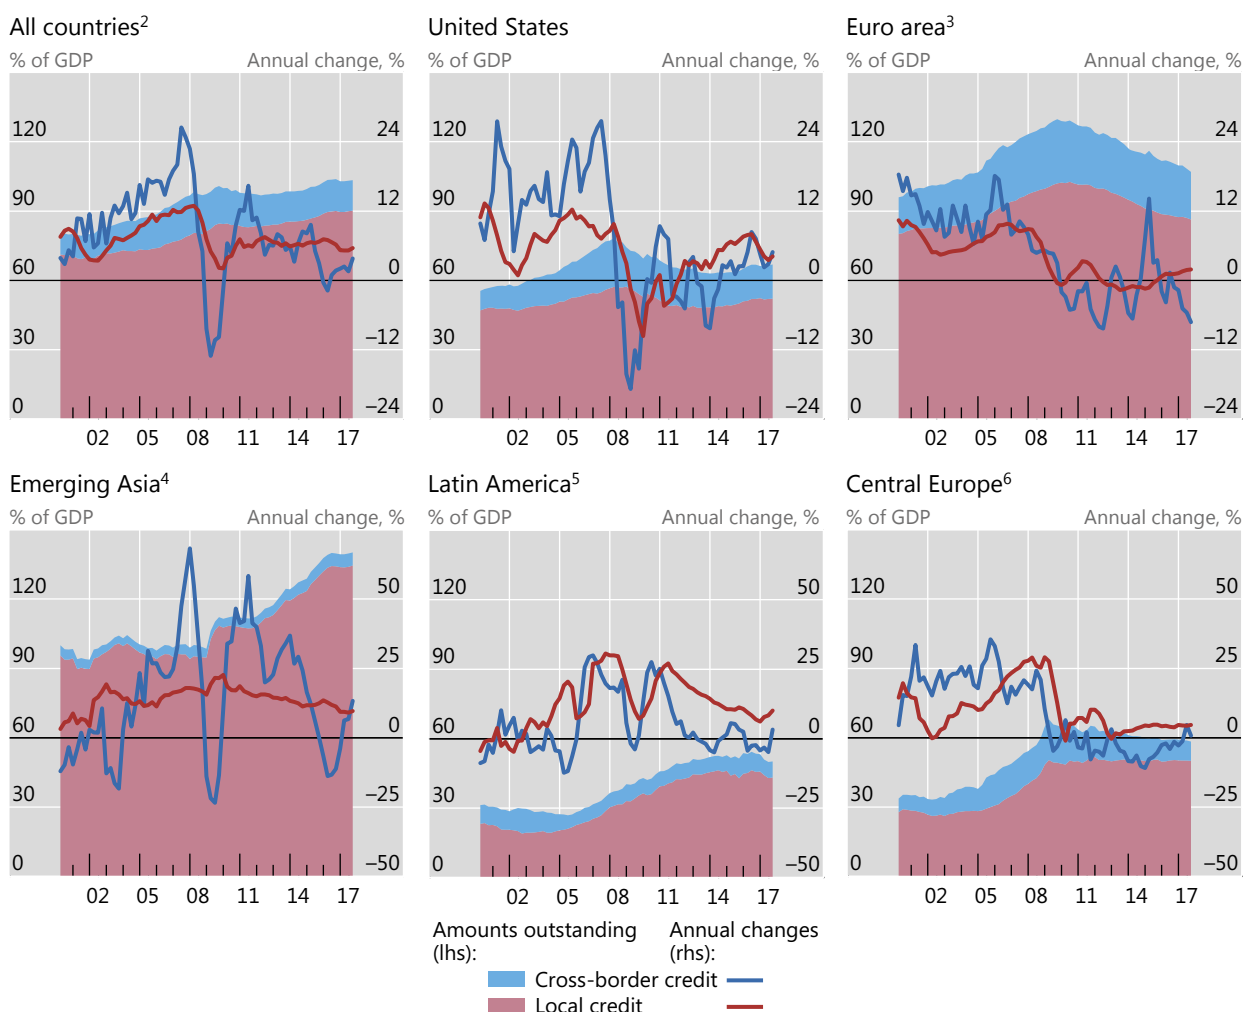 All countries² United States Euro area³
% of GDP Annual change, % % of GDP Annual change, % % of GDP Annual change, %
120 24 120 24 120 24
90 12 90 12 90 12
60 0 60 0 60 0
30 –12 30 –12 30 –12
0 –24 0 –24 0 –24
02 05 08 11 14 17 02 05 08 11 14 17 02 05 08 11 14 17
Emerging Asia⁴ Latin America⁵ Central Europe⁶
% of GDP Annual change, % % of GDP Annual change, % % of GDP Annual change, %
120 50 120 50 120 50
90 25 90 25 90 25
60 0 60 0 60 0
30 –25 30 –25 30 –25
0 –50 0 –50 0 –50
02 05 08 11 14 17 02 05 08 11 14 17 02 05 08 11 14 17
Amounts outstanding Annual changes
(lhs): (rhs):
Cross-border credit
Local credit